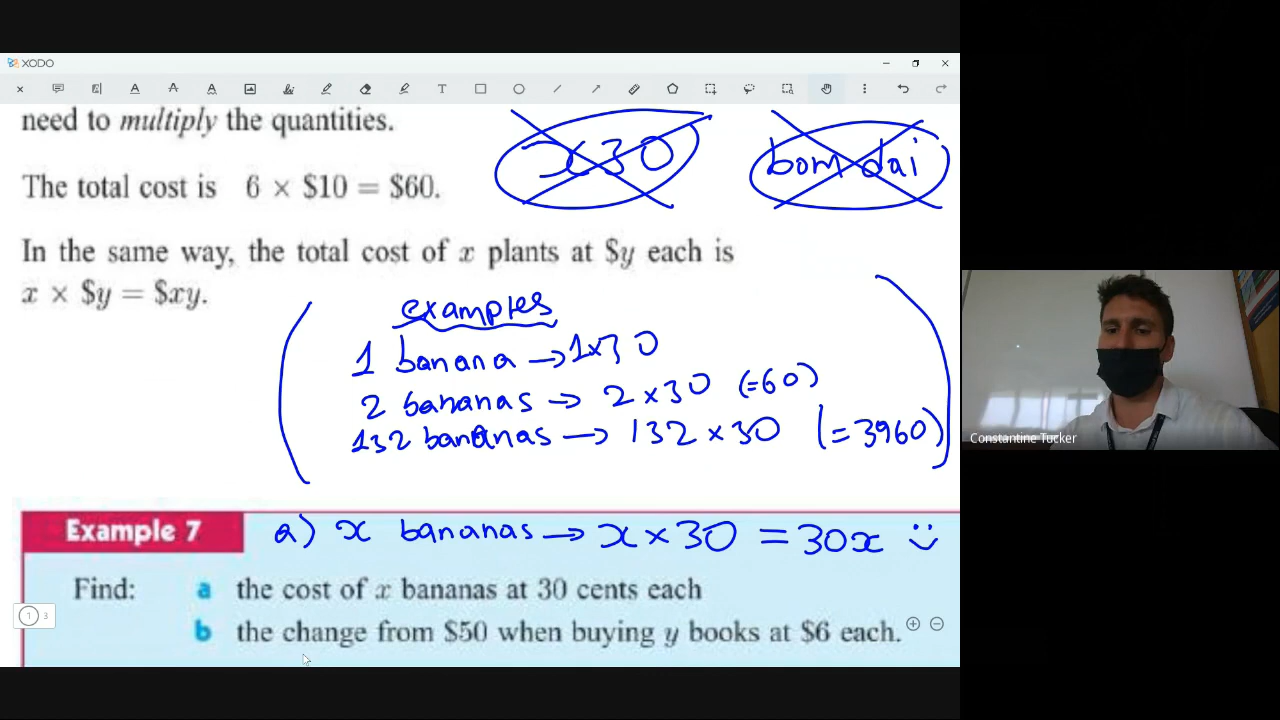 XODO
need to multiply the quantities.
x30
bom dai
The total cost is 6 × $10 = $60.
In the same way, the total cost of x plants at $y each is
x × $y = $xy.
examples
1 banana → 1×30
2 bananas → 2×30 (=60)
132 bananas → 132×30 (=3960)
Example 7
a) x bananas → x×30 = 30x
Find: a the cost of x bananas at 30 cents each
b the change from $50 when buying y books at $6 each.
1 3
Constantine Tucker